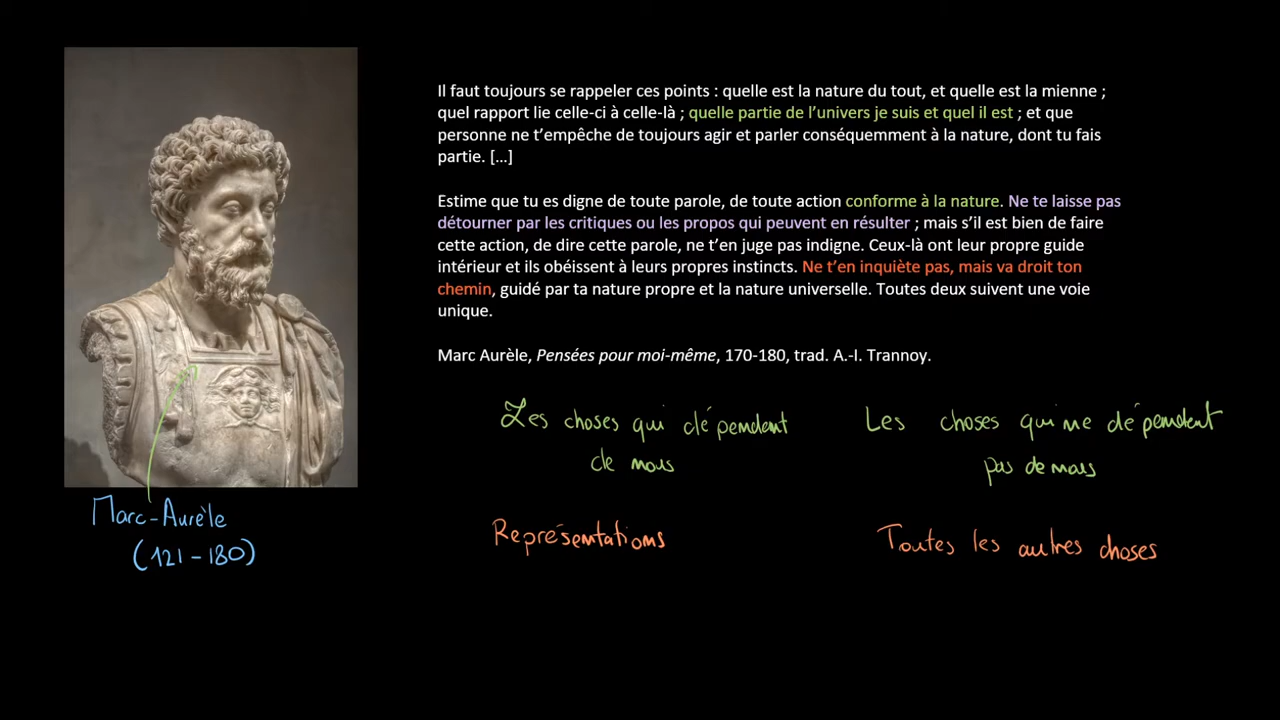 Il faut toujours se rappeler ces points : quelle est la nature du tout, et quelle est la mienne ;
quel rapport lie celle-ci à celle-là ; quelle partie de l’univers je suis et quel il est ; et que
personne ne t’empêche de toujours agir et parler conséquemment à la nature, dont tu fais
partie. […]
Estime que tu es digne de toute parole, de toute action conforme à la nature. Ne te laisse pas
détourner par les critiques ou les propos qui peuvent en résulter ; mais s’il est bien de faire
cette action, de dire cette parole, ne t’en juge pas indigne. Ceux-là ont leur propre guide
intérieur et ils obéissent à leurs propres instincts. Ne t’en inquiète pas, mais va droit ton
chemin, guidé par ta nature propre et la nature universelle. Toutes deux suivent une voie
unique.
Marc Aurèle, Pensées pour moi-même, 170-180, trad. A.-I. Trannoy.
Les choses qui dépendent
de nous
Les choses qui ne dépendent
pas de nous
Représentations
Toutes les autres choses
Marc-Aurèle
(121-180)